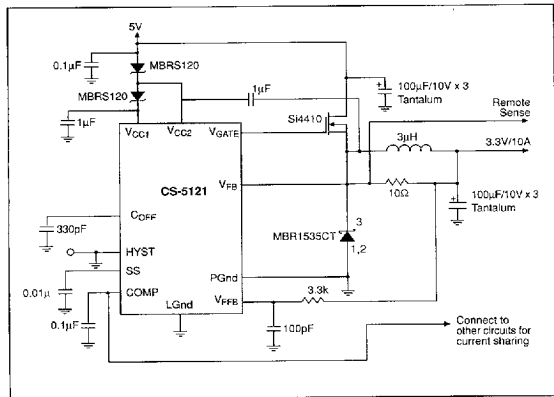 5V
0.1µF
MBRS120
MBRS120
1µF
1µF
+
100µF/10V x 3
Tantalum
Remote
Sense
Si4410
3µH
3.3V/10A
VCC1
VCC2
VGATE
CS-5121
VFB
10Ω
+
100µF/10V x 3
Tantalum
COFF
330pF
MBR1535CT
3
1,2
HYST
SS
PGnd
0.01µ
COMP
LGnd
VFFB
3.3k
0.1µF
100pF
Connect to
other circuits for
current sharing